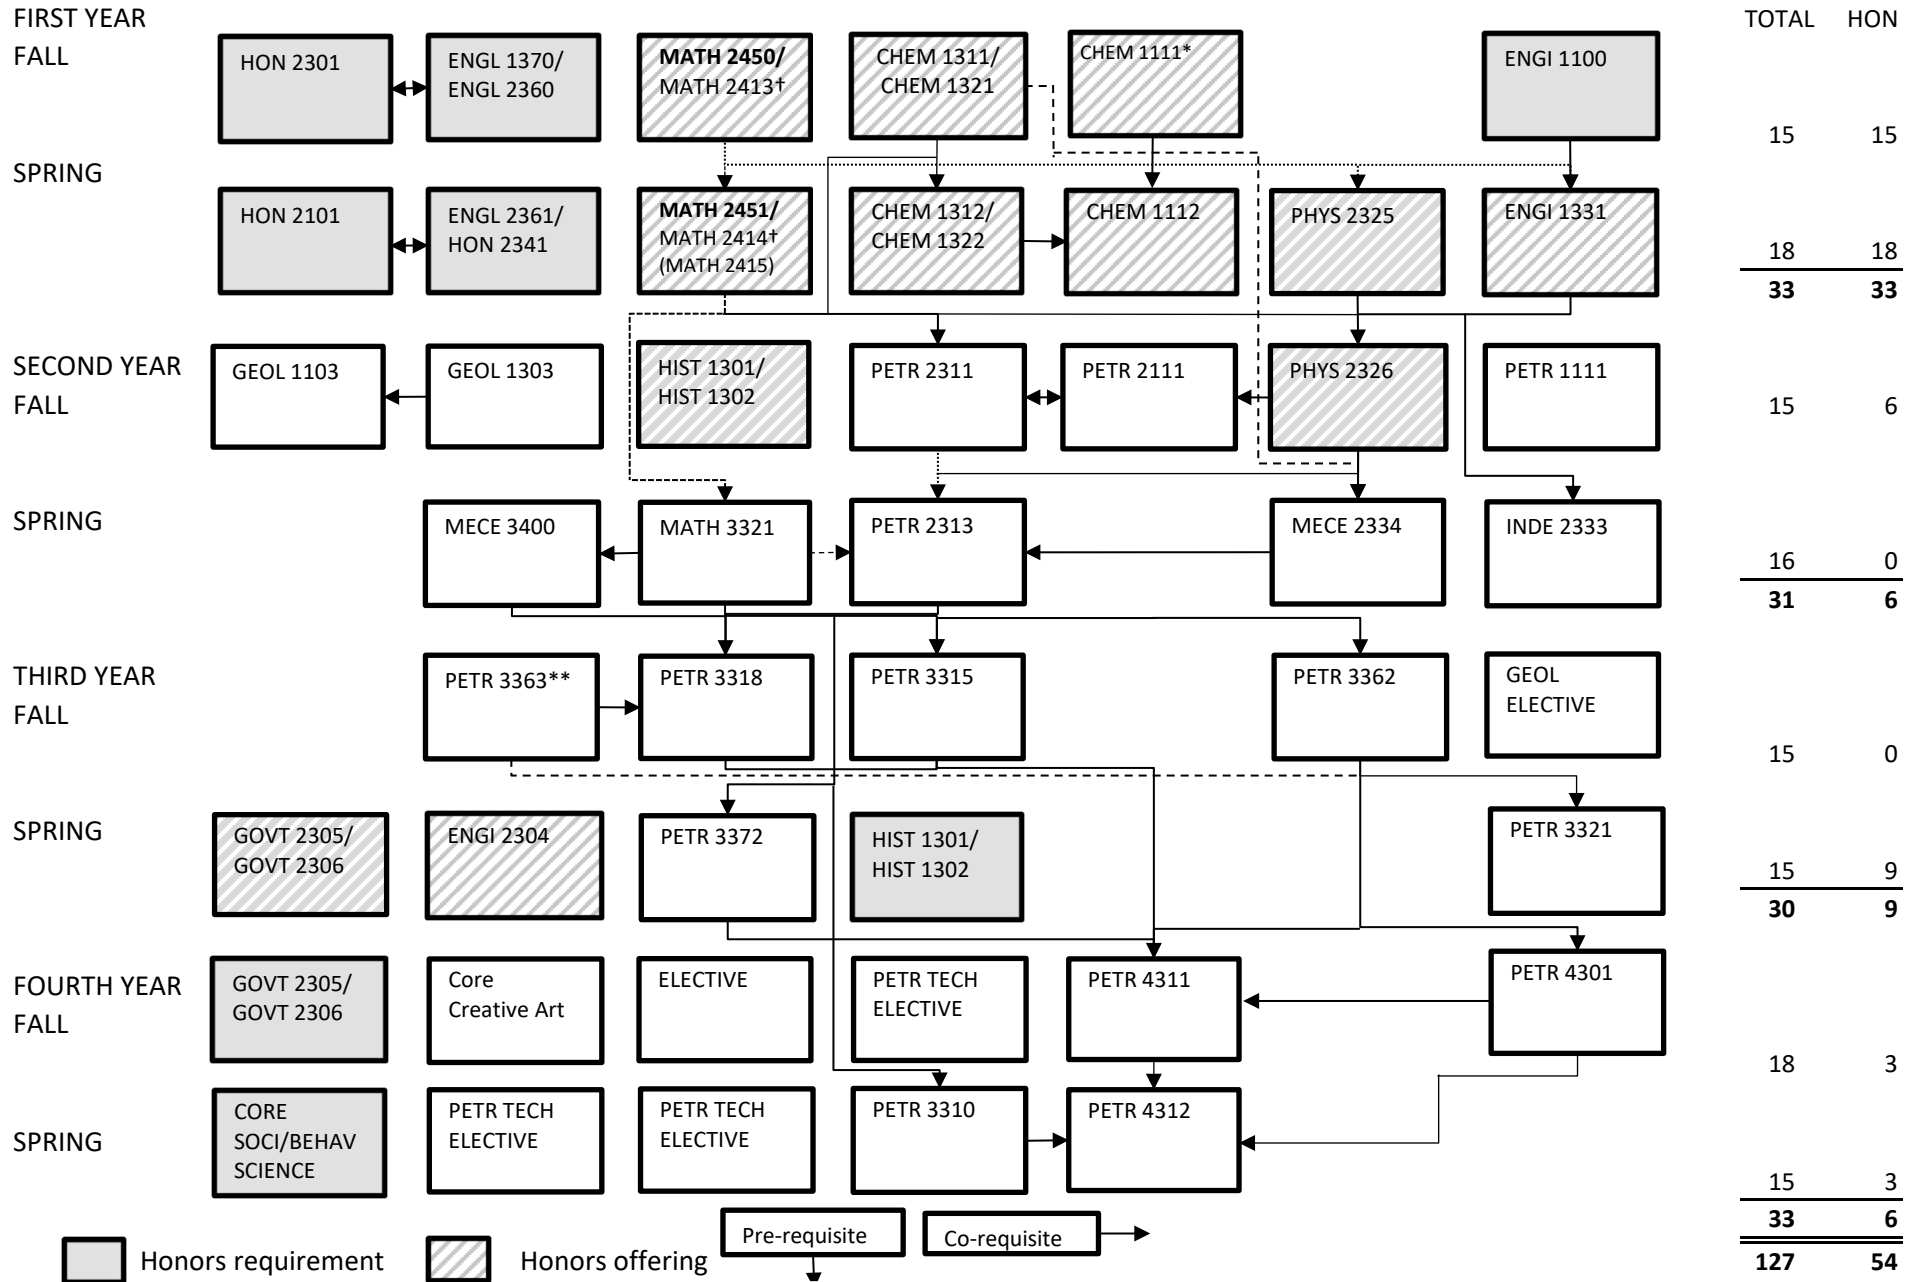 FIRST YEAR
FALL
TOTAL HON
HON 2301
ENGL 1370/
ENGL 2360
MATH 2450/
MATH 2413†
CHEM 1311/
CHEM 1321
CHEM 1111*
ENGI 1100
15 15
SPRING
HON 2101
ENGL 2361/
HON 2341
MATH 2451/
MATH 2414†
(MATH 2415)
CHEM 1312/
CHEM 1322
CHEM 1112
PHYS 2325
ENGI 1331
18 18
33 33
SECOND YEAR
FALL
GEOL 1103
GEOL 1303
HIST 1301/
HIST 1302
PETR 2311
PETR 2111
PHYS 2326
PETR 1111
15 6
SPRING
MECE 3400
MATH 3321
PETR 2313
MECE 2334
INDE 2333
16 0
31 6
THIRD YEAR
FALL
PETR 3363**
PETR 3318
PETR 3315
PETR 3362
GEOL
ELECTIVE
15 0
SPRING
GOVT 2305/
GOVT 2306
ENGI 2304
PETR 3372
HIST 1301/
HIST 1302
PETR 3321
15 9
30 9
FOURTH YEAR
FALL
GOVT 2305/
GOVT 2306
Core
Creative Art
ELECTIVE
PETR TECH
ELECTIVE
PETR 4311
PETR 4301
18 3
SPRING
CORE
SOCI/BEHAV
SCIENCE
PETR TECH
ELECTIVE
PETR TECH
ELECTIVE
PETR 3310
PETR 4312
15 3
33 6
127 54
Honors requirement
Honors offering
Pre-requisite
Co-requisite